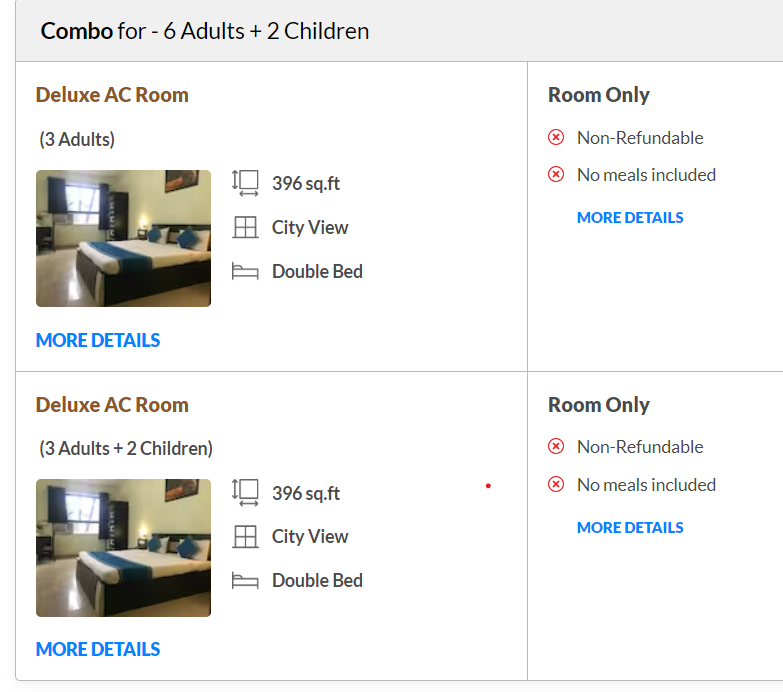 Combo for - 6 Adults + 2 Children
Deluxe AC Room
(3 Adults)
396 sq.ft
City View
Double Bed
MORE DETAILS
Room Only
Non-Refundable
No meals included
MORE DETAILS
Deluxe AC Room
(3 Adults + 2 Children)
396 sq.ft
City View
Double Bed
MORE DETAILS
Room Only
Non-Refundable
No meals included
MORE DETAILS